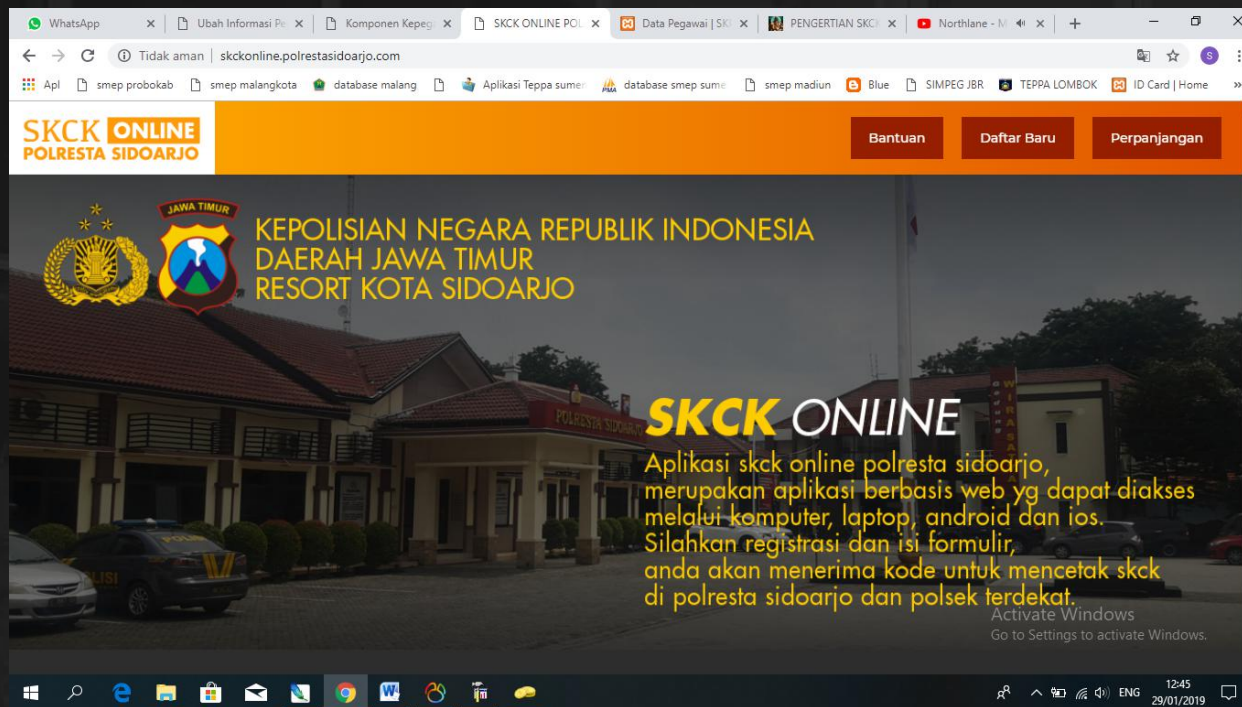 WhatsApp
Ubah Informasi Pe
Komponen Kepeg
SKCK ONLINE POL
Data Pegawai | SK
PENGERTIAN SKC
Northlane - M
Tidak aman | skckonline.polrestasidoarjo.com
S
Apl
smep probokab
smep malangkota
database malang
Aplikasi Teppa sumen
database smep sume
smep madiun
Blue
SIMPEG JBR
TEPPA LOMBOK
ID Card | Home
SKCK ONLINE
POLRESTA SIDOARJO
Bantuan
Daftar Baru
Perpanjangan
JAWA TIMUR
KEPOLISIAN NEGARA REPUBLIK INDONESIA
DAERAH JAWA TIMUR
RESORT KOTA SIDOARJO
POLRESTA SIDOARJO
WIRA SATYA
SKCK ONLINE
Aplikasi skck online polresta sidoarjo,
merupakan aplikasi berbasis web yg dapat diakses
melalui komputer, laptop, android dan ios.
Silahkan registrasi dan isi formulir,
anda akan menerima kode untuk mencetak skck
di polresta sidoarjo dan polsek terdekat.
POLISI
Activate Windows
Go to Settings to activate Windows.
ENG
12:45
29/01/2019